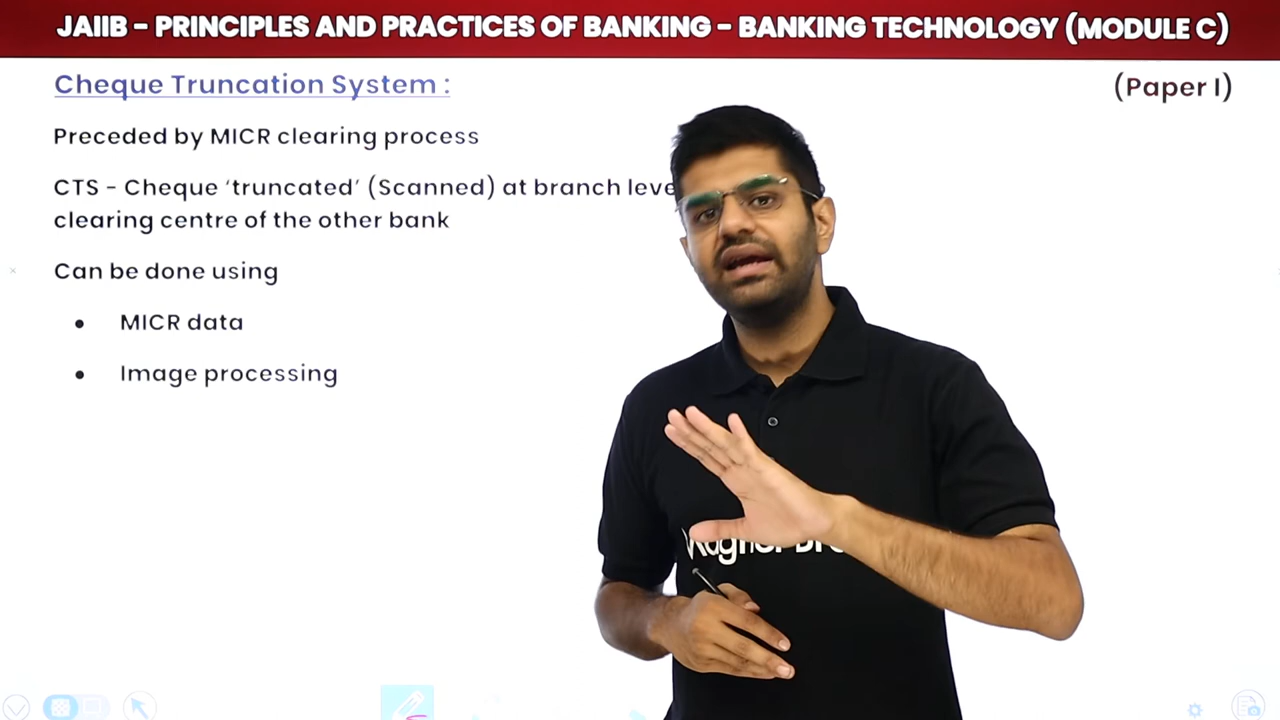 JAIIB – PRINCIPLES AND PRACTICES OF BANKING – BANKING TECHNOLOGY (MODULE C)
Cheque Truncation System :
(Paper I)
Preceded by MICR clearing process
CTS - Cheque ‘truncated’ (Scanned) at branch
clearing centre of the other bank
Can be done using
• MICR data
• Image processing